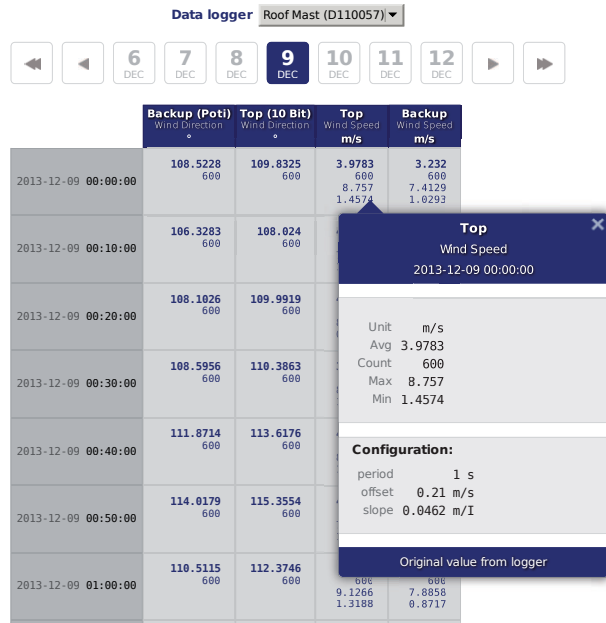 Data logger Roof Mast (D110057)
6 7 8 9 10 11 12
DEC DEC DEC DEC DEC DEC DEC
Backup (Poti) Top (10 Bit) Top Backup
Wind Direction Wind Direction Wind Speed Wind Speed
° ° m/s m/s
2013-12-09 00:00:00 108.5228 109.8325 3.9783 3.232
600 600 600 600
8.757 7.4129
1.4574 1.0293
2013-12-09 00:10:00 106.3283 108.024
600 600
2013-12-09 00:20:00 108.1026 109.9919
600 600
2013-12-09 00:30:00 108.5956 110.3863
600 600
2013-12-09 00:40:00 111.8714 113.6176
600 600
2013-12-09 00:50:00 114.0179 115.3554
600 600
2013-12-09 01:00:00 110.5115 112.3746
600 600 600 600
9.1266 7.8858
1.3188 0.8717
Top
Wind Speed
2013-12-09 00:00:00
Unit m/s
Avg 3.9783
Count 600
Max 8.757
Min 1.4574
Configuration:
period 1 s
offset 0.21 m/s
slope 0.0462 m/I
Original value from logger